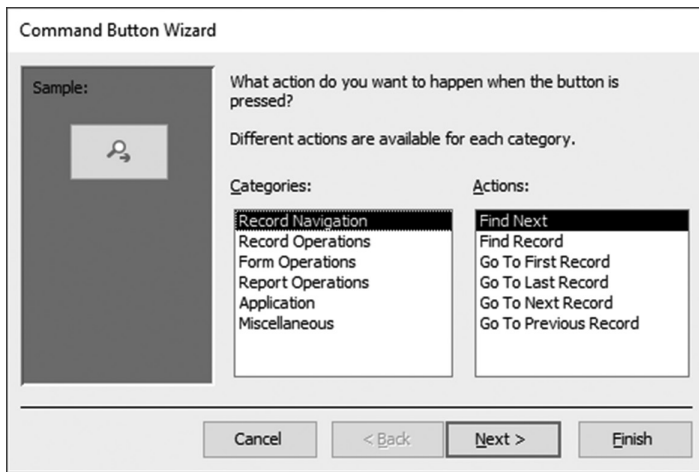 Command Button Wizard
Sample:
What action do you want to happen when the button is
pressed?
Different actions are available for each category.
Categories:
Record Navigation
Record Operations
Form Operations
Report Operations
Application
Miscellaneous
Actions:
Find Next
Find Record
Go To First Record
Go To Last Record
Go To Next Record
Go To Previous Record
Cancel
< Back
Next >
Finish